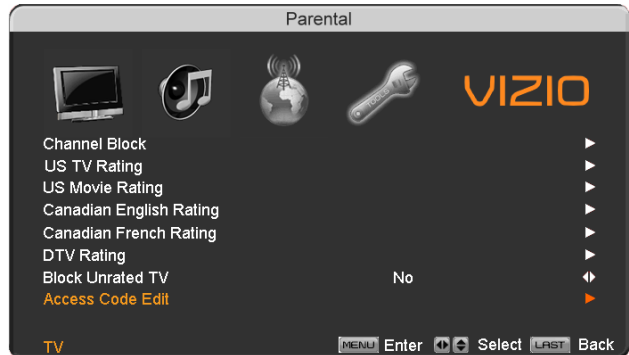 Parental
TOOLS
VIZIO
Channel Block
US TV Rating
US Movie Rating
Canadian English Rating
Canadian French Rating
DTV Rating
Block Unrated TV No
Access Code Edit
TV MENU Enter Select LAST Back